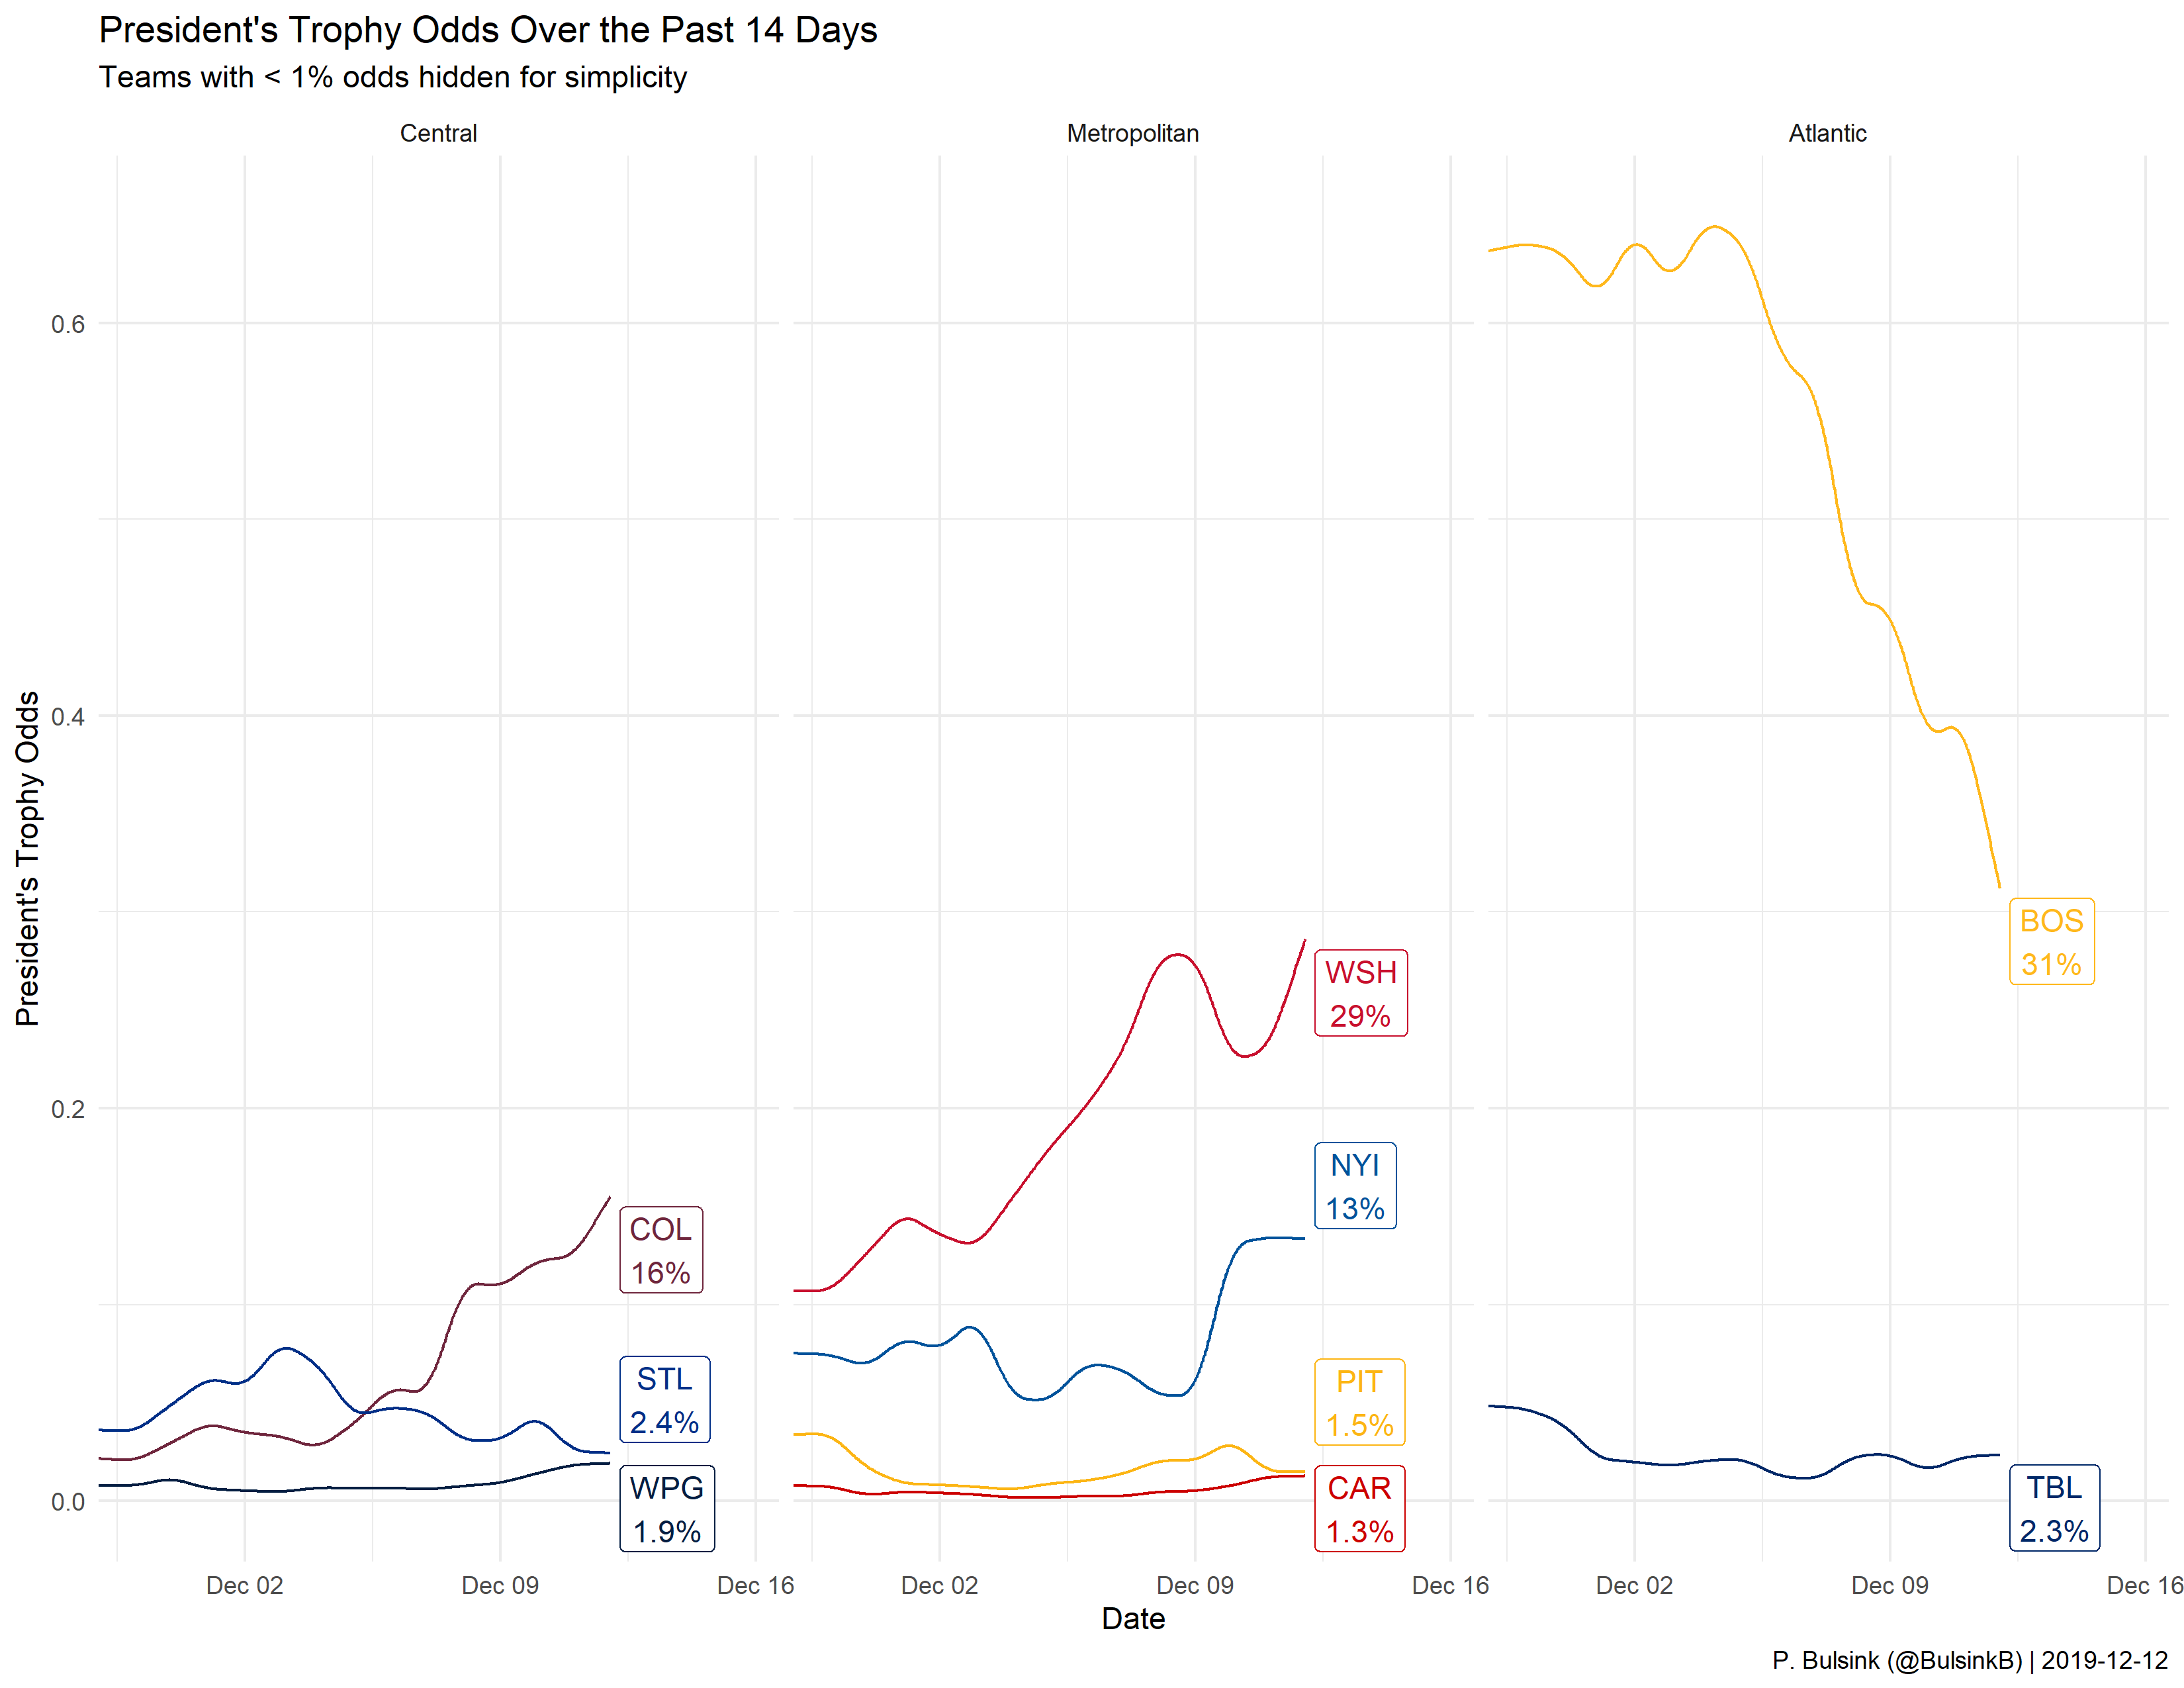 President's Trophy Odds Over the Past 14 Days
Teams with < 1% odds hidden for simplicity
Central
Metropolitan
Atlantic
President's Trophy Odds
0.6
0.4
0.2
0.0
COL
16%
STL
2.4%
WPG
1.9%
WSH
29%
NYI
13%
PIT
1.5%
CAR
1.3%
BOS
31%
TBL
2.3%
Dec 02
Dec 09
Dec 16
Dec 02
Dec 09
Dec 16
Dec 02
Dec 09
Dec 16
Date
P. Bulsink (@BulsinkB) | 2019-12-12